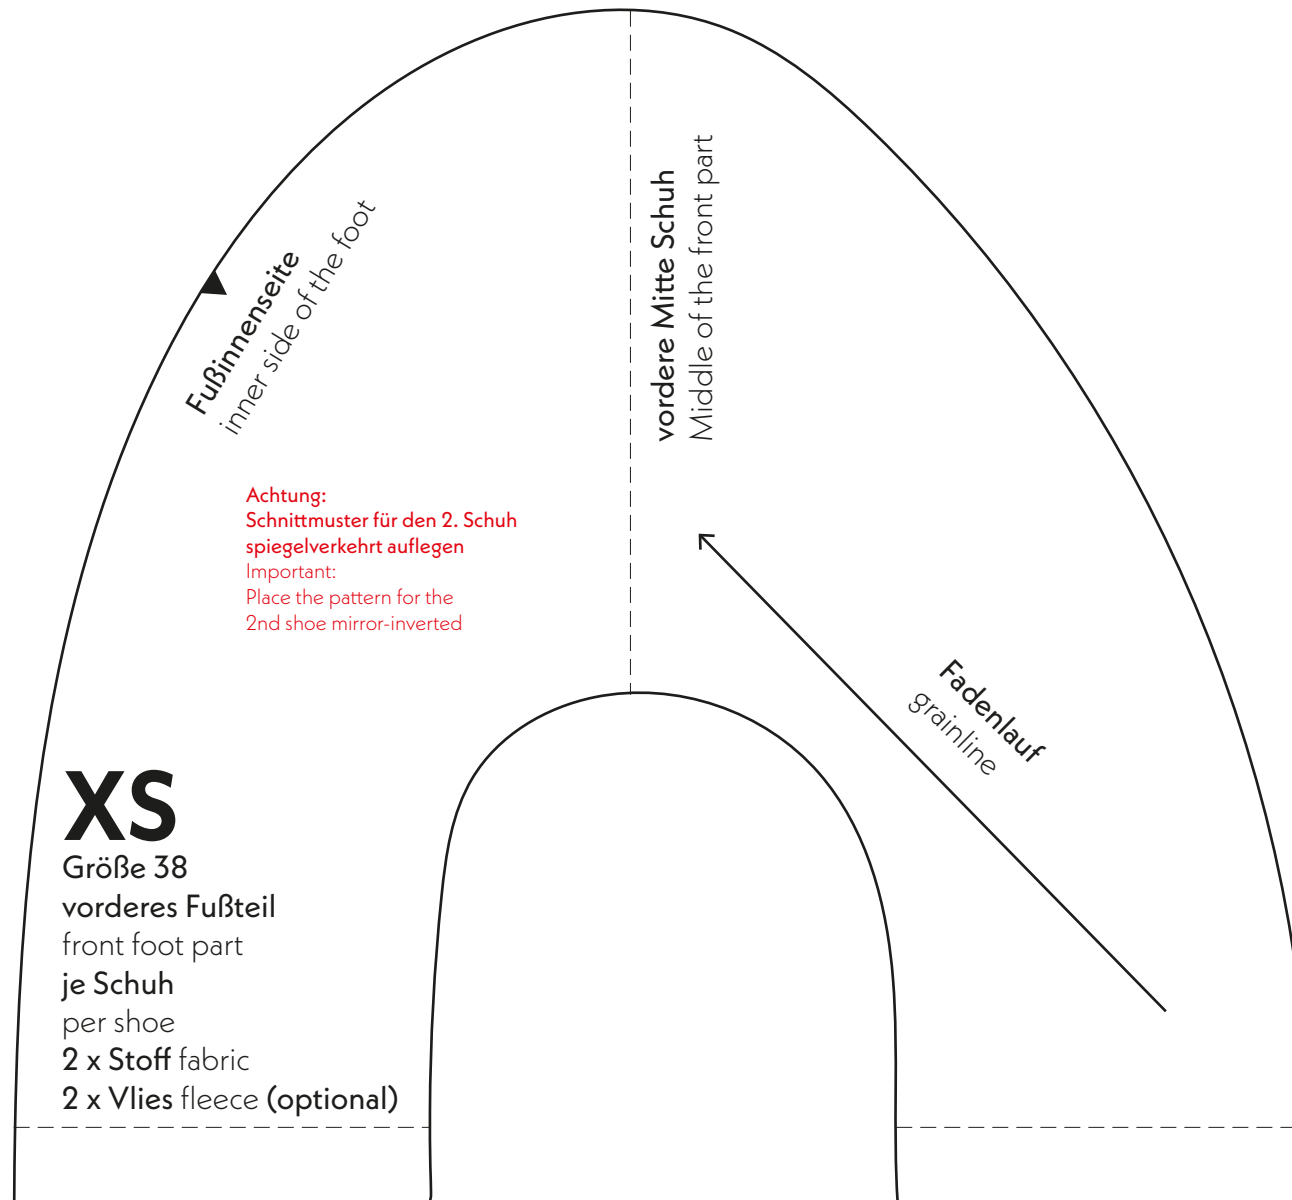 Fußinnenseite
inner side of the foot
vordere Mitte Schuh
Middle of the front part
Achtung:
Schnittmuster für den 2. Schuh
spiegelverkehrt auflegen
Important:
Place the pattern for the
2nd shoe mirror-inverted
Fadenlauf
grainline
XS
Größe 38
vorderes Fußteil
front foot part
je Schuh
per shoe
2 x Stoff fabric
2 x Vlies fleece (optional)